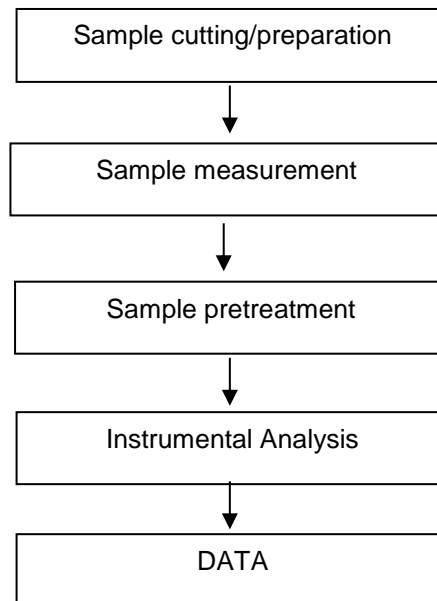 Sample cutting/preparation
Sample measurement
Sample pretreatment
Instrumental Analysis
DATA